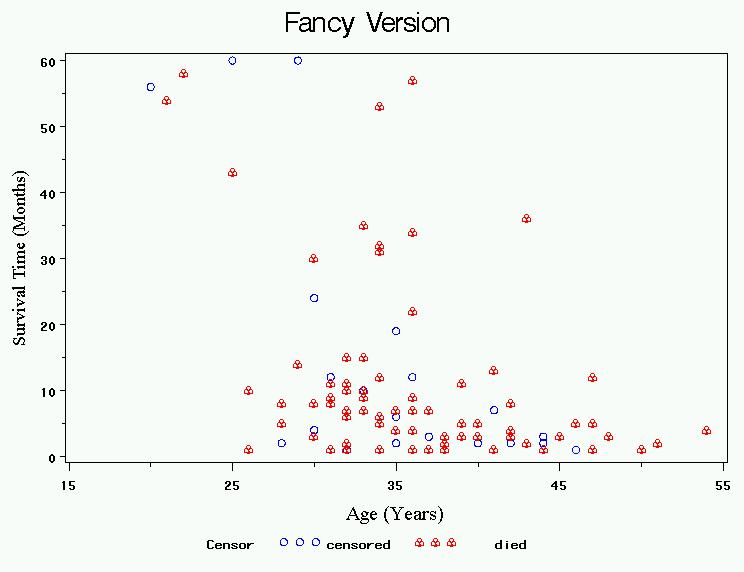 Fancy Version
60
50
40
30
20
10
0
Survival Time (Months)
15 25 35 45 55
Age (Years)
Censor censored died